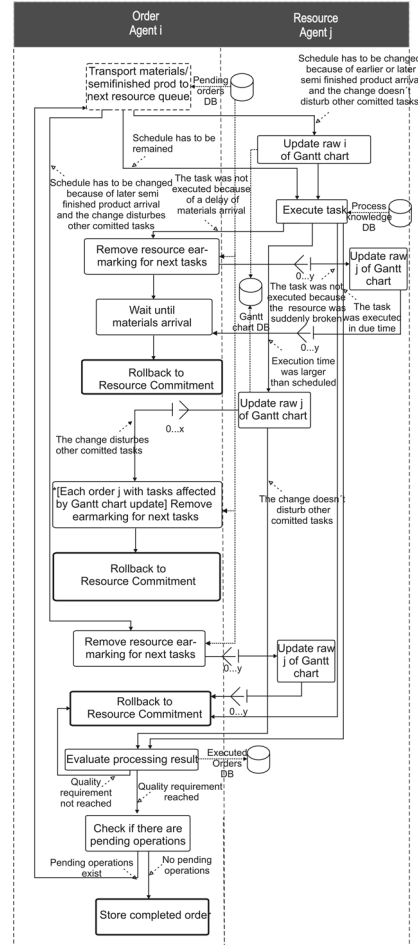 Order
Agent i
Resource
Agent j
Schedule has to be changed
because of earlier or later
semi finished product arrival
and the change doesn´t
disturb other comitted tasks
Transport materials/
semifinished prod to
next resource queue
Pending
orders
DB
Schedule has to be
remained
Update raw i
of Gantt chart
Schedule has to be changed
because of later semi
finished product arrival
and the change disturbes
other comitted tasks
The task was not
executed because
of a delay of
materials arrival
Execute task
Process
knowledge
DB
Remove resource ear-
marking for next tasks
0...y
Update raw
j of Gantt
chart
The task was not
executed because
the resource was
suddenly broken
Gantt
chart DB
The task
was executed
in due time
Wait until
materials arrival
0...y
Execution time
was larger
than scheduled
Rollback to
Resource Commitment
Update raw j
of Gantt chart
0...x
The change disturbes
other comitted tasks
*[Each order j with tasks affected
by Gantt chart update] Remove
earmarking for next tasks
The change doesn´t
disturb other
comitted tasks
Rollback to
Resource Commitment
Remove resource ear-
marking for next tasks
0...y
Update raw
j of Gantt
chart
Rollback to
Resource Commitment
0...y
Evaluate processing result
Executed
Orders
DB
Quality
requirement
not reached
Quality requirement
reached
Check if there are
pending operations
Pending operations
exist
No pending
operations
Store completed order